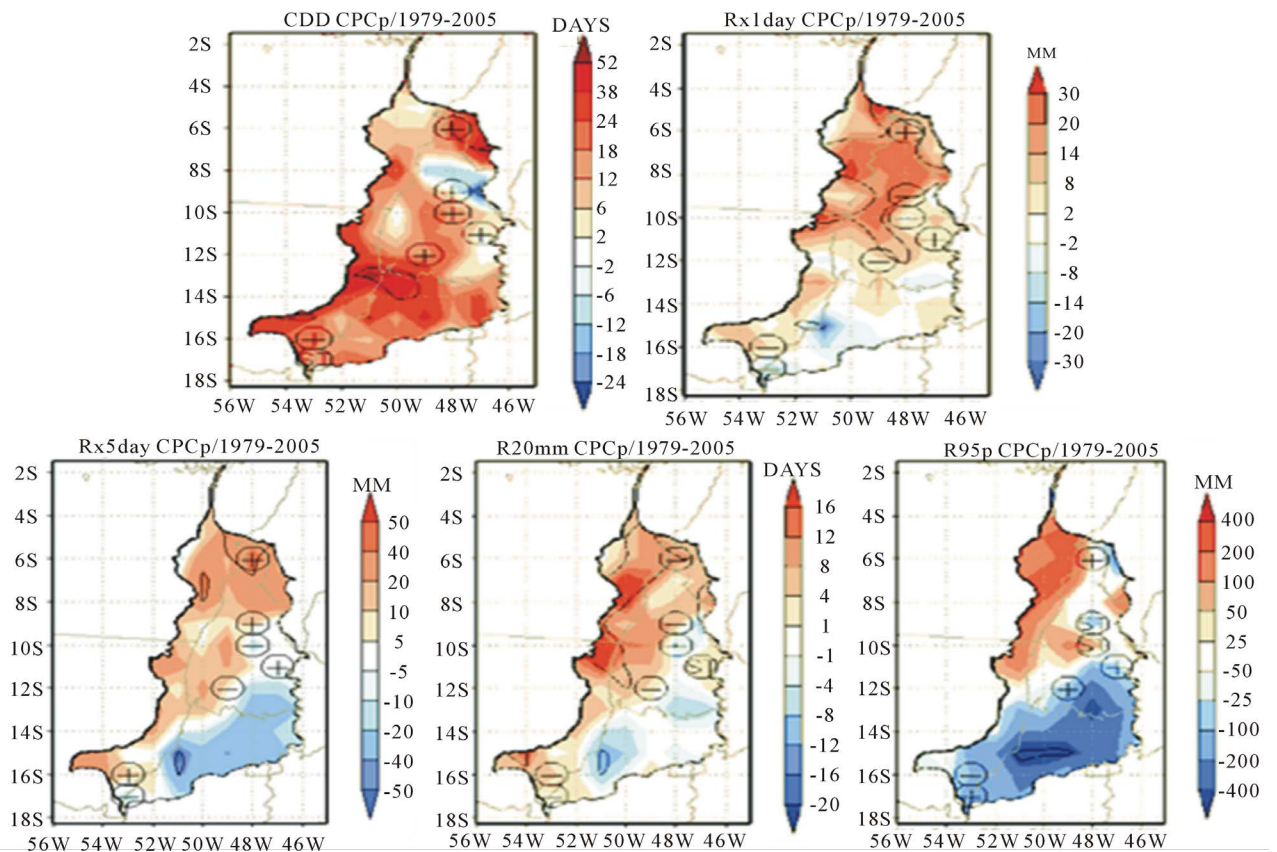 CDD CPCp/1979-2005
DAYS
2S
4S
6S
8S
10S
12S
14S
16S
18S
56W 54W 52W 50W 48W 46W
52
38
24
18
12
6
2
-2
-6
-12
-18
-24
Rx1day CPCp/1979-2005
MM
2S
4S
6S
8S
10S
12S
14S
16S
18S
56W 54W 52W 50W 48W 46W
30
20
14
8
2
-2
-8
-14
-20
-30
Rx5day CPCp/1979-2005
MM
2S
4S
6S
8S
10S
12S
14S
16S
18S
56W 54W 52W 50W 48W 46W
50
40
20
10
5
-5
-10
-20
-40
-50
R20mm CPCp/1979-2005
DAYS
2S
4S
6S
8S
10S
12S
14S
16S
18S
56W 54W 52W 50W 48W 46W
16
12
8
4
1
-1
-4
-8
-12
-16
-20
R95p CPCp/1979-2005
MM
2S
4S
6S
8S
10S
12S
14S
16S
18S
56W 54W 52W 50W 48W 46W
400
200
100
50
25
-50
-25
-100
-200
-400